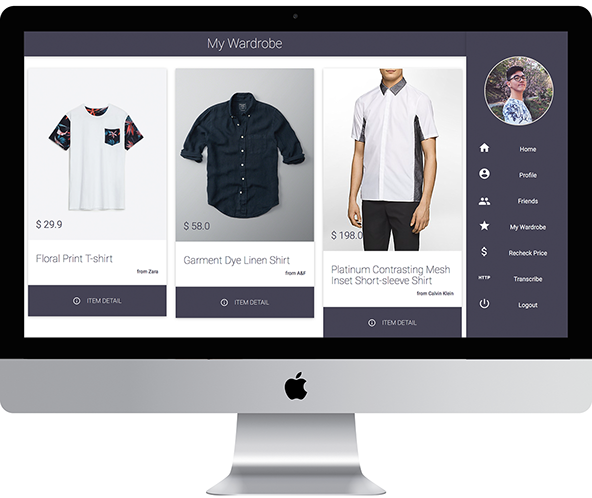 My Wardrobe
$ 29.9
Floral Print T-shirt
from Zara
ITEM DETAIL
$ 58.0
Garment Dye Linen Shirt
from A&F
ITEM DETAIL
$ 198.0
Platinum Contrasting Mesh
Inset Short-sleeve Shirt
from Calvin Klein
ITEM DETAIL
Home
Profile
Friends
My Wardrobe
$ Recheck Price
HTTP Transcribe
Logout